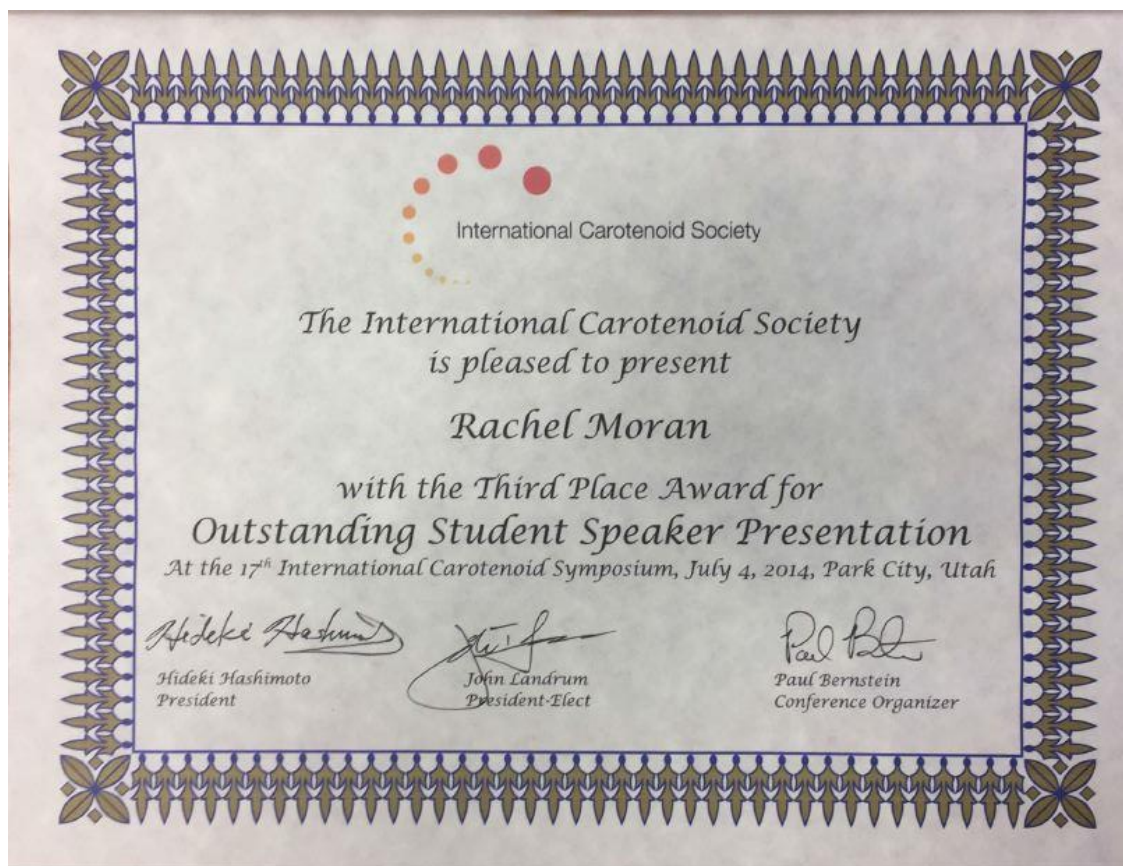 International Carotenoid Society
The International Carotenoid Society
is pleased to present
Rachel Moran
with the Third Place Award for
Outstanding Student Speaker Presentation
At the 17th International Carotenoid Symposium, July 4, 2014, Park City, Utah
Hideki Hashimoto
President
John Landrum
President-Elect
Paul Bernstein
Conference Organizer